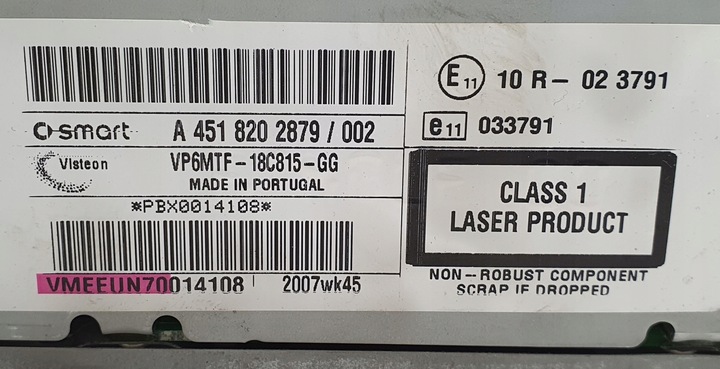 smart A 451 820 2879 / 002
Visteon VP6MTF-18C815-GG
MADE IN PORTUGAL
*PBX0014108*
VMEEUN70014108 2007wk45
E11 10 R- 02 3791
e11 033791
CLASS 1
LASER PRODUCT
NON-ROBUST COMPONENT
SCRAP IF DROPPED